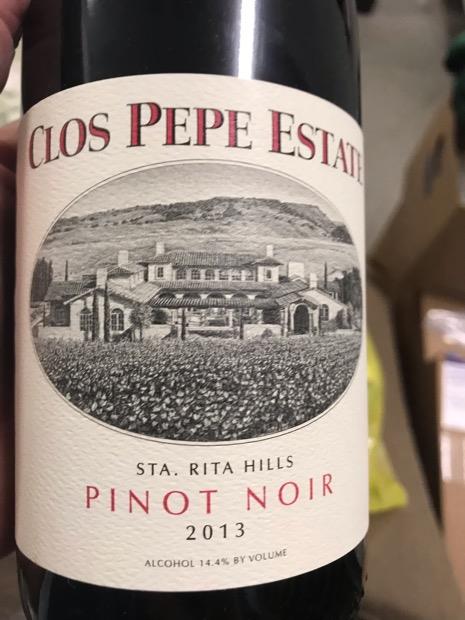 CLOS PEPE ESTATE
STA. RITA HILLS
PINOT NOIR
2013
ALCOHOL 14.4% BY VOLUME